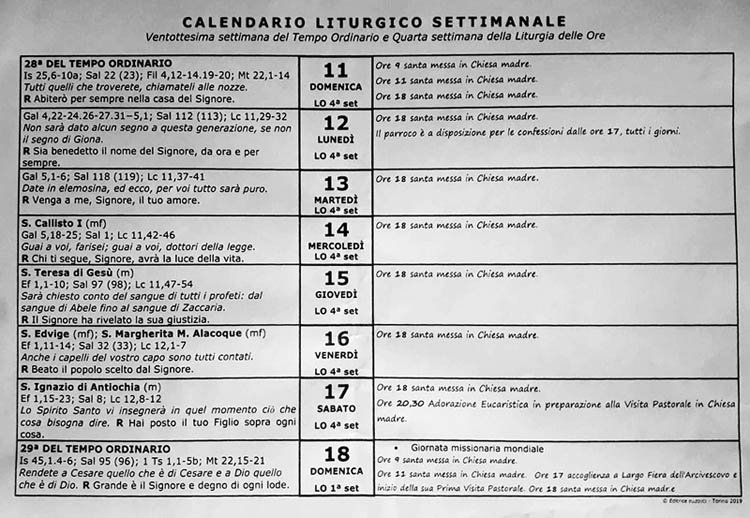 CALENDARIO LITURGICO SETTIMANALE
Ventottesima settimana del Tempo Ordinario e Quarta settimana della Liturgia delle Ore
28ª DEL TEMPO ORDINARIO
Is 25,6-10a; Sal 22 (23); Fil 4,12-14.19-20; Mt 22,1-14
Tutti quelli che troverete, chiamateli alle nozze.
R Abiterò per sempre nella casa del Signore.
11
DOMENICA
LO 4ª set
Ore 9 santa messa in Chiesa madre.
Ore 11 santa messa in Chiesa madre.
Ore 18 santa messa in Chiesa madre.
Gal 4,22-24.26-27.31–5,1; Sal 112 (113); Lc 11,29-32
Non sarà dato alcun segno a questa generazione, se non
il segno di Giona.
R Sia benedetto il nome del Signore, da ora e per
sempre.
12
LUNEDÌ
LO 4ª set
Ore 18 santa messa in Chiesa madre.
Il parroco è a disposizione per le confessioni dalle ore 17, tutti i giorni.
Gal 5,1-6; Sal 118 (119); Lc 11,37-41
Date in elemosina, ed ecco, per voi tutto sarà puro.
R Venga a me, Signore, il tuo amore.
13
MARTEDÌ
LO 4ª set
Ore 18 santa messa in Chiesa madre.
S. Callisto I (mf)
Gal 5,18-25; Sal 1; Lc 11,42-46
Guai a voi, farisei; guai a voi, dottori della legge.
R Chi ti segue, Signore, avrà la luce della vita.
14
MERCOLEDÌ
LO 4ª set
Ore 18 santa messa in Chiesa madre.
S. Teresa di Gesù (m)
Ef 1,1-10; Sal 97 (98); Lc 11,47-54
Sarà chiesto conto del sangue di tutti i profeti: dal
sangue di Abele fino al sangue di Zaccaria.
R Il Signore ha rivelato la sua giustizia.
15
GIOVEDÌ
LO 4ª set
Ore 18 santa messa in Chiesa madre.
S. Edvige (mf); S. Margherita M. Alacoque (mf)
Ef 1,11-14; Sal 32 (33); Lc 12,1-7
Anche i capelli del vostro capo sono tutti contati.
R Beato il popolo scelto dal Signore.
16
VENERDÌ
LO 4ª set
Ore 18 santa messa in Chiesa madre.
S. Ignazio di Antiochia (m)
Ef 1,15-23; Sal 8; Lc 12,8-12
Lo Spirito Santo vi insegnerà in quel momento ciò che
cosa bisogna dire. R Hai posto il tuo Figlio sopra ogni
cosa.
17
SABATO
LO 4ª set
Ore 18 santa messa in Chiesa madre.
Ore 20,30 Adorazione Eucaristica in preparazione alla Visita Pastorale in Chiesa
madre.
29ª DEL TEMPO ORDINARIO
Is 45,1.4-6; Sal 95 (96); 1 Ts 1,1-5b; Mt 22,15-21
Rendete a Cesare quello che è di Cesare e a Dio quello
che è di Dio. R Grande è il Signore e degno di ogni lode.
18
DOMENICA
LO 1ª set
• Giornata missionaria mondiale
Ore 9 santa messa in Chiesa madre.
Ore 11 santa messa in Chiesa madre. Ore 17 accoglienza a Largo Fiera dell'Arcivescovo e
inizio della sua Prima Visita Pastorale. Ore 18 santa messa in Chiesa madre
© Editrice - Torino 2019